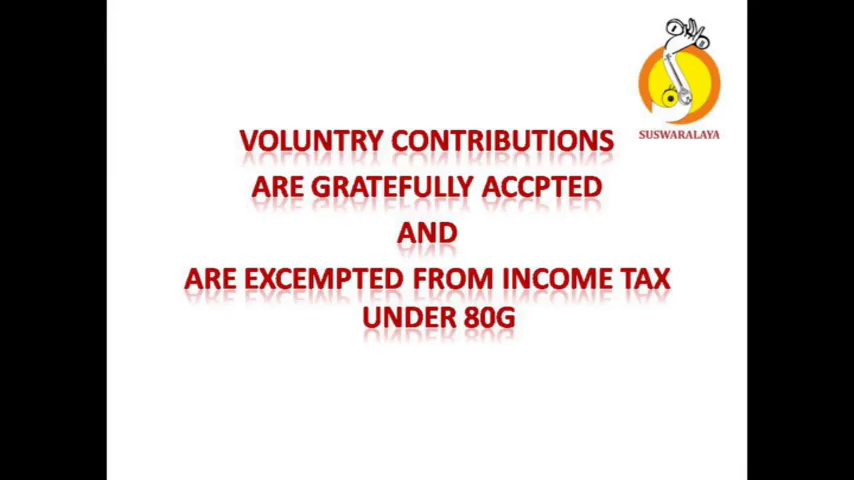 SUSWARALAYA
VOLUNTRY CONTRIBUTIONS
ARE GRATEFULLY ACCPTED
AND
ARE EXCEMPTED FROM INCOME TAX
UNDER 80G